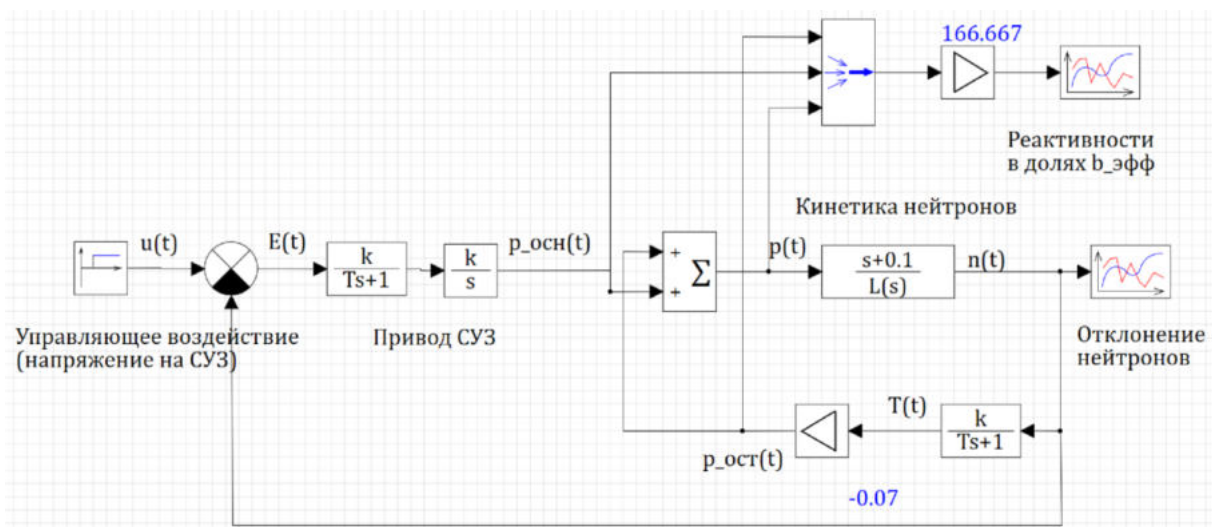 166.667
Реактивности
в долях b_эфф
Кинетика нейтронов
u(t)
E(t)
k
Ts+1
k
s
p_осн(t)
+
+
Σ
p(t)
s+0.1
L(s)
n(t)
Управляющее воздействие
(напряжение на СУЗ)
Привод СУЗ
Отклонение
нейтронов
p_ост(t)
T(t)
k
Ts+1
-0.07